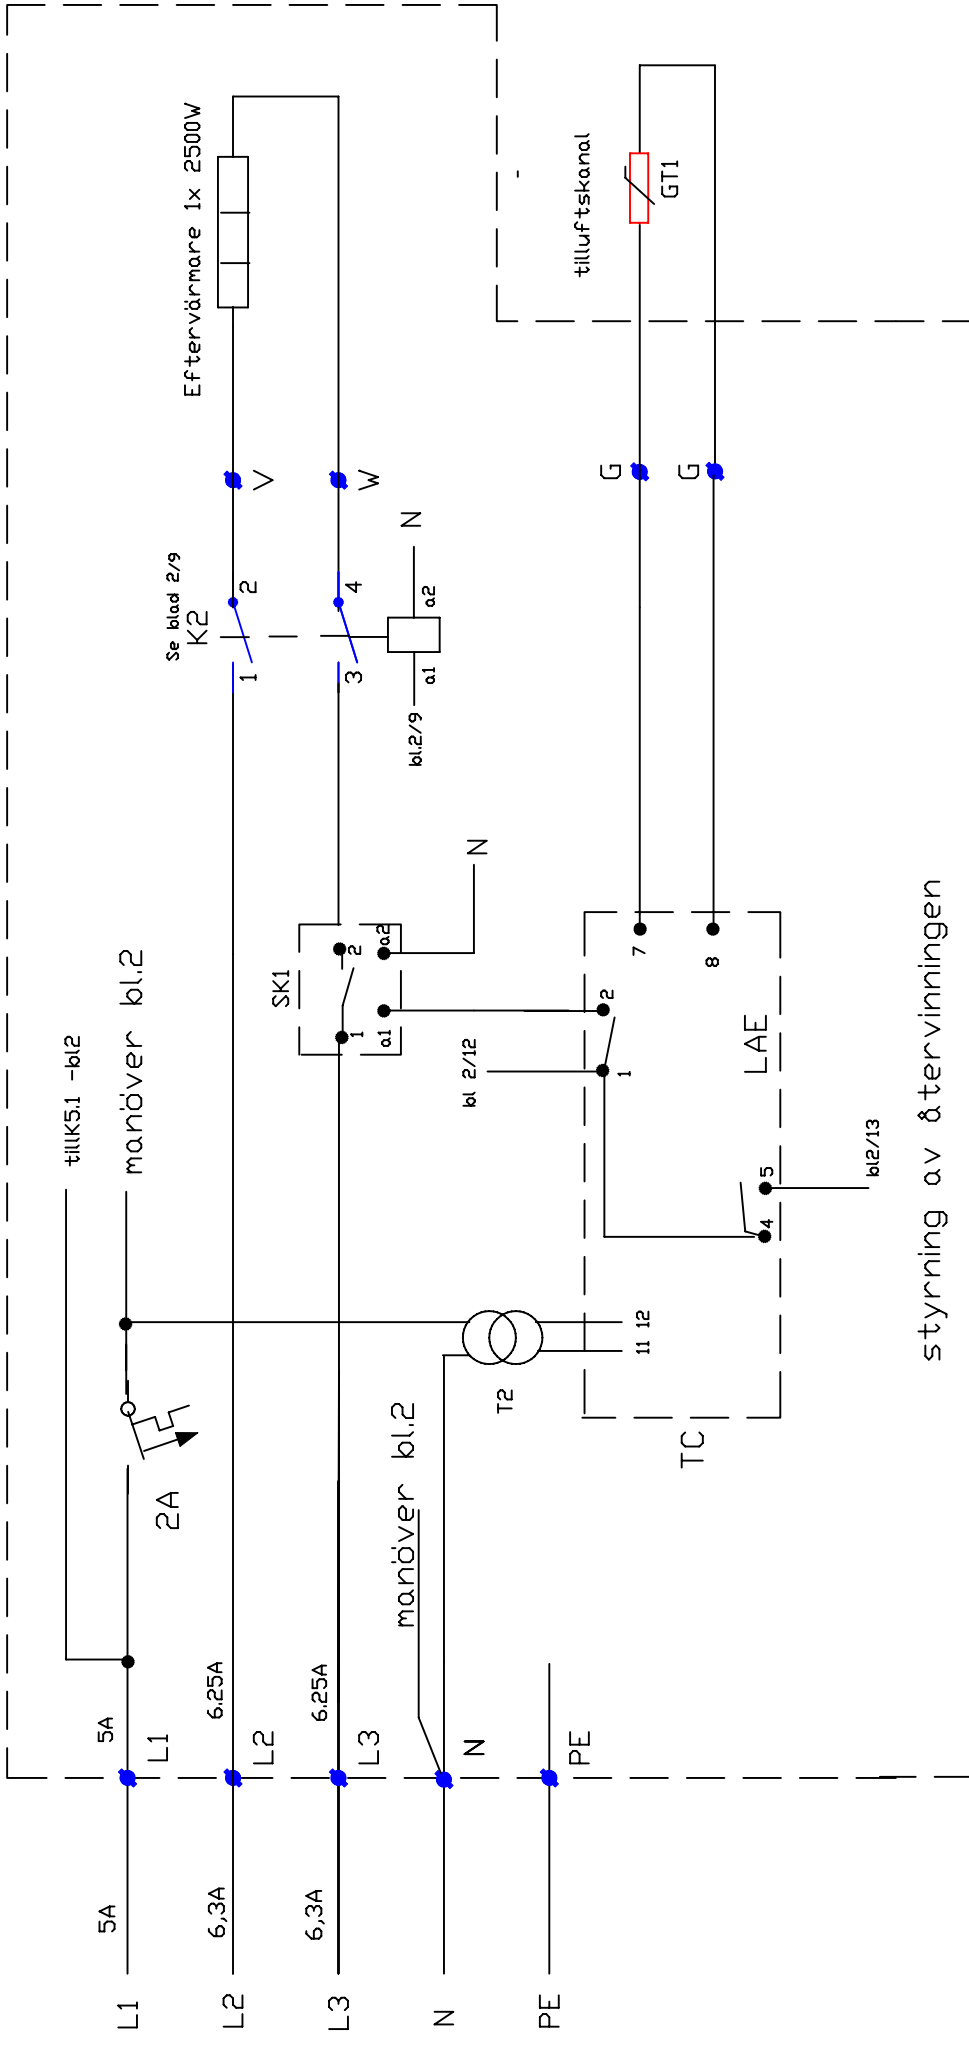 tillK5.1 -bl2
manöver bl.2
2A
5A
L1
5A
L1
Eftervärmare 1x 2500W
Se blad 2/9
K2
1
2
V
6.25A
L2
6,3A
L2
SK1
1
2
a1
a2
N
3
4
W
a1
a2
bl.2/9
N
6.25A
L3
6,3A
L3
manöver bl.2
N
N
T2
11
12
PE
PE
TC
LAE
bl 2/12
1
2
4
5
bl2/13
7
8
G
G
tilluftskanal
GT1
styrning av återvinningen